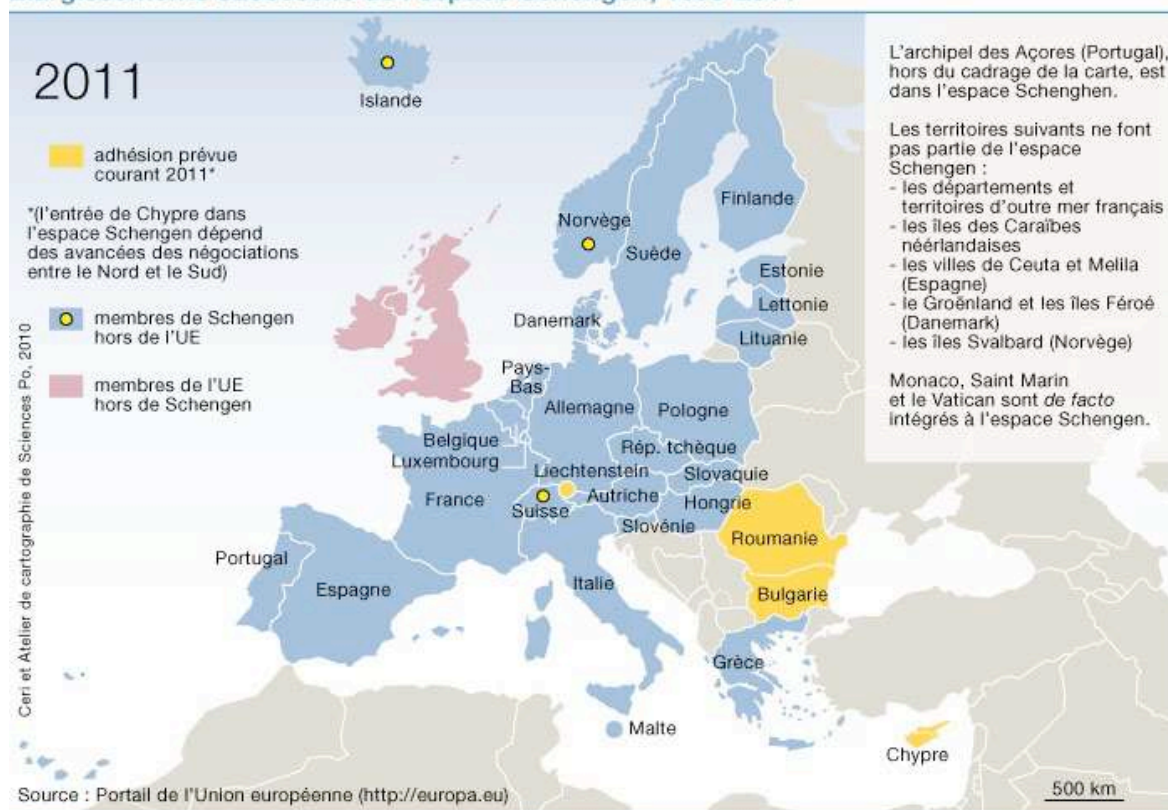 2011
adhésion prévue
courant 2011*
*(l'entrée de Chypre dans
l'espace Schengen dépend
des avancées des négociations
entre le Nord et le Sud)
membres de Schengen
hors de l'UE
membres de l'UE
hors de Schengen
Ceri et Atelier de cartographie de Sciences Po, 2010
Islande
Norvège
Suède
Finlande
Estonie
Lettonie
Lituanie
Danemark
Pays-
Bas
Allemagne
Pologne
Belgique
Luxembourg
Rép. tchèque
Liechtenstein
Slovaquie
France
Suisse
Autriche
Hongrie
Slovénie
Roumanie
Portugal
Espagne
Italie
Bulgarie
Grèce
Malte
Chypre
L'archipel des Açores (Portugal),
hors du cadrage de la carte, est
dans l'espace Schenghen.
Les territoires suivants ne font
pas partie de l'espace
Schengen :
- les départements et
territoires d'outre mer français
- les îles des Caraïbes
néérlandaises
- les villes de Ceuta et Melila
(Espagne)
- le Groënland et les îles Féroé
(Danemark)
- les îles Svalbard (Norvège)
Monaco, Saint Marin
et le Vatican sont de facto
intégrés à l'espace Schengen.
500 km
Source : Portail de l'Union européenne (http://europa.eu)